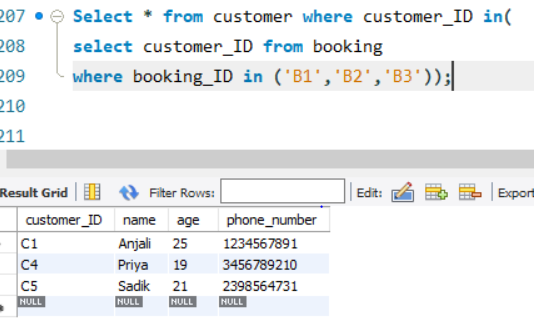 207 Select * from customer where customer_ID in(
208 select customer_ID from booking
209 where booking_ID in ('B1','B2','B3'));
210
211
Result Grid Filter Rows: Edit: Export
customer_ID name age phone_number
C1 Anjali 25 1234567891
C4 Priya 19 3456789210
C5 Sadik 21 2398564731
NULL NULL NULL NULL